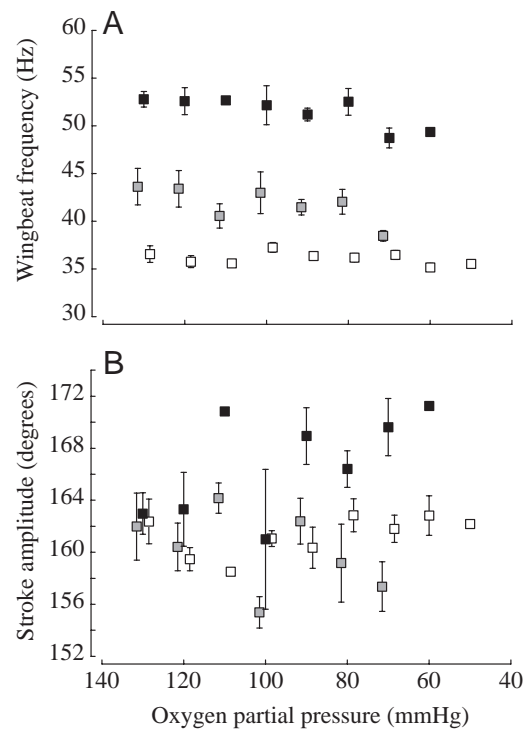 A
60
55
50
45
40
35
30
Wingbeat frequency (Hz)
B
172
168
164
160
156
152
Stroke amplitude (degrees)
140 120 100 80 60 40
Oxygen partial pressure (mmHg)